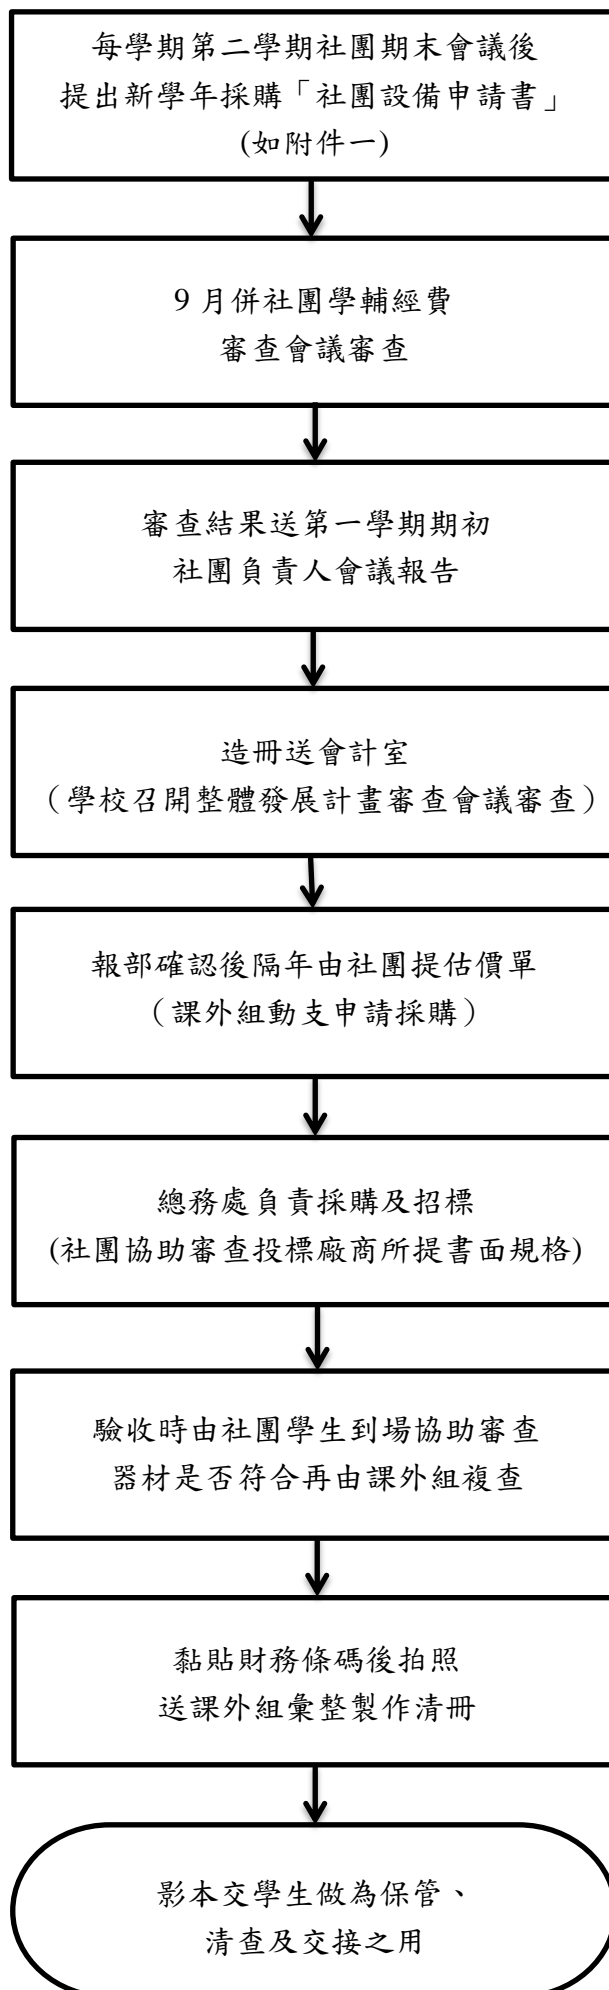 每學期第二學期社團期末會議後
提出新學年採購「社團設備申請書」
(如附件一)
9 月併社團學輔經費
審查會議審查
審查結果送第一學期期初
社團負責人會議報告
造冊送會計室
（學校召開整體發展計畫審查會議審查）
報部確認後隔年由社團提估價單
（課外組動支申請採購）
總務處負責採購及招標
(社團協助審查投標廠商所提書面規格)
驗收時由社團學生到場協助審查
器材是否符合再由課外組複查
黏貼財務條碼後拍照
送課外組彙整製作清冊
影本交學生做為保管、
清查及交接之用